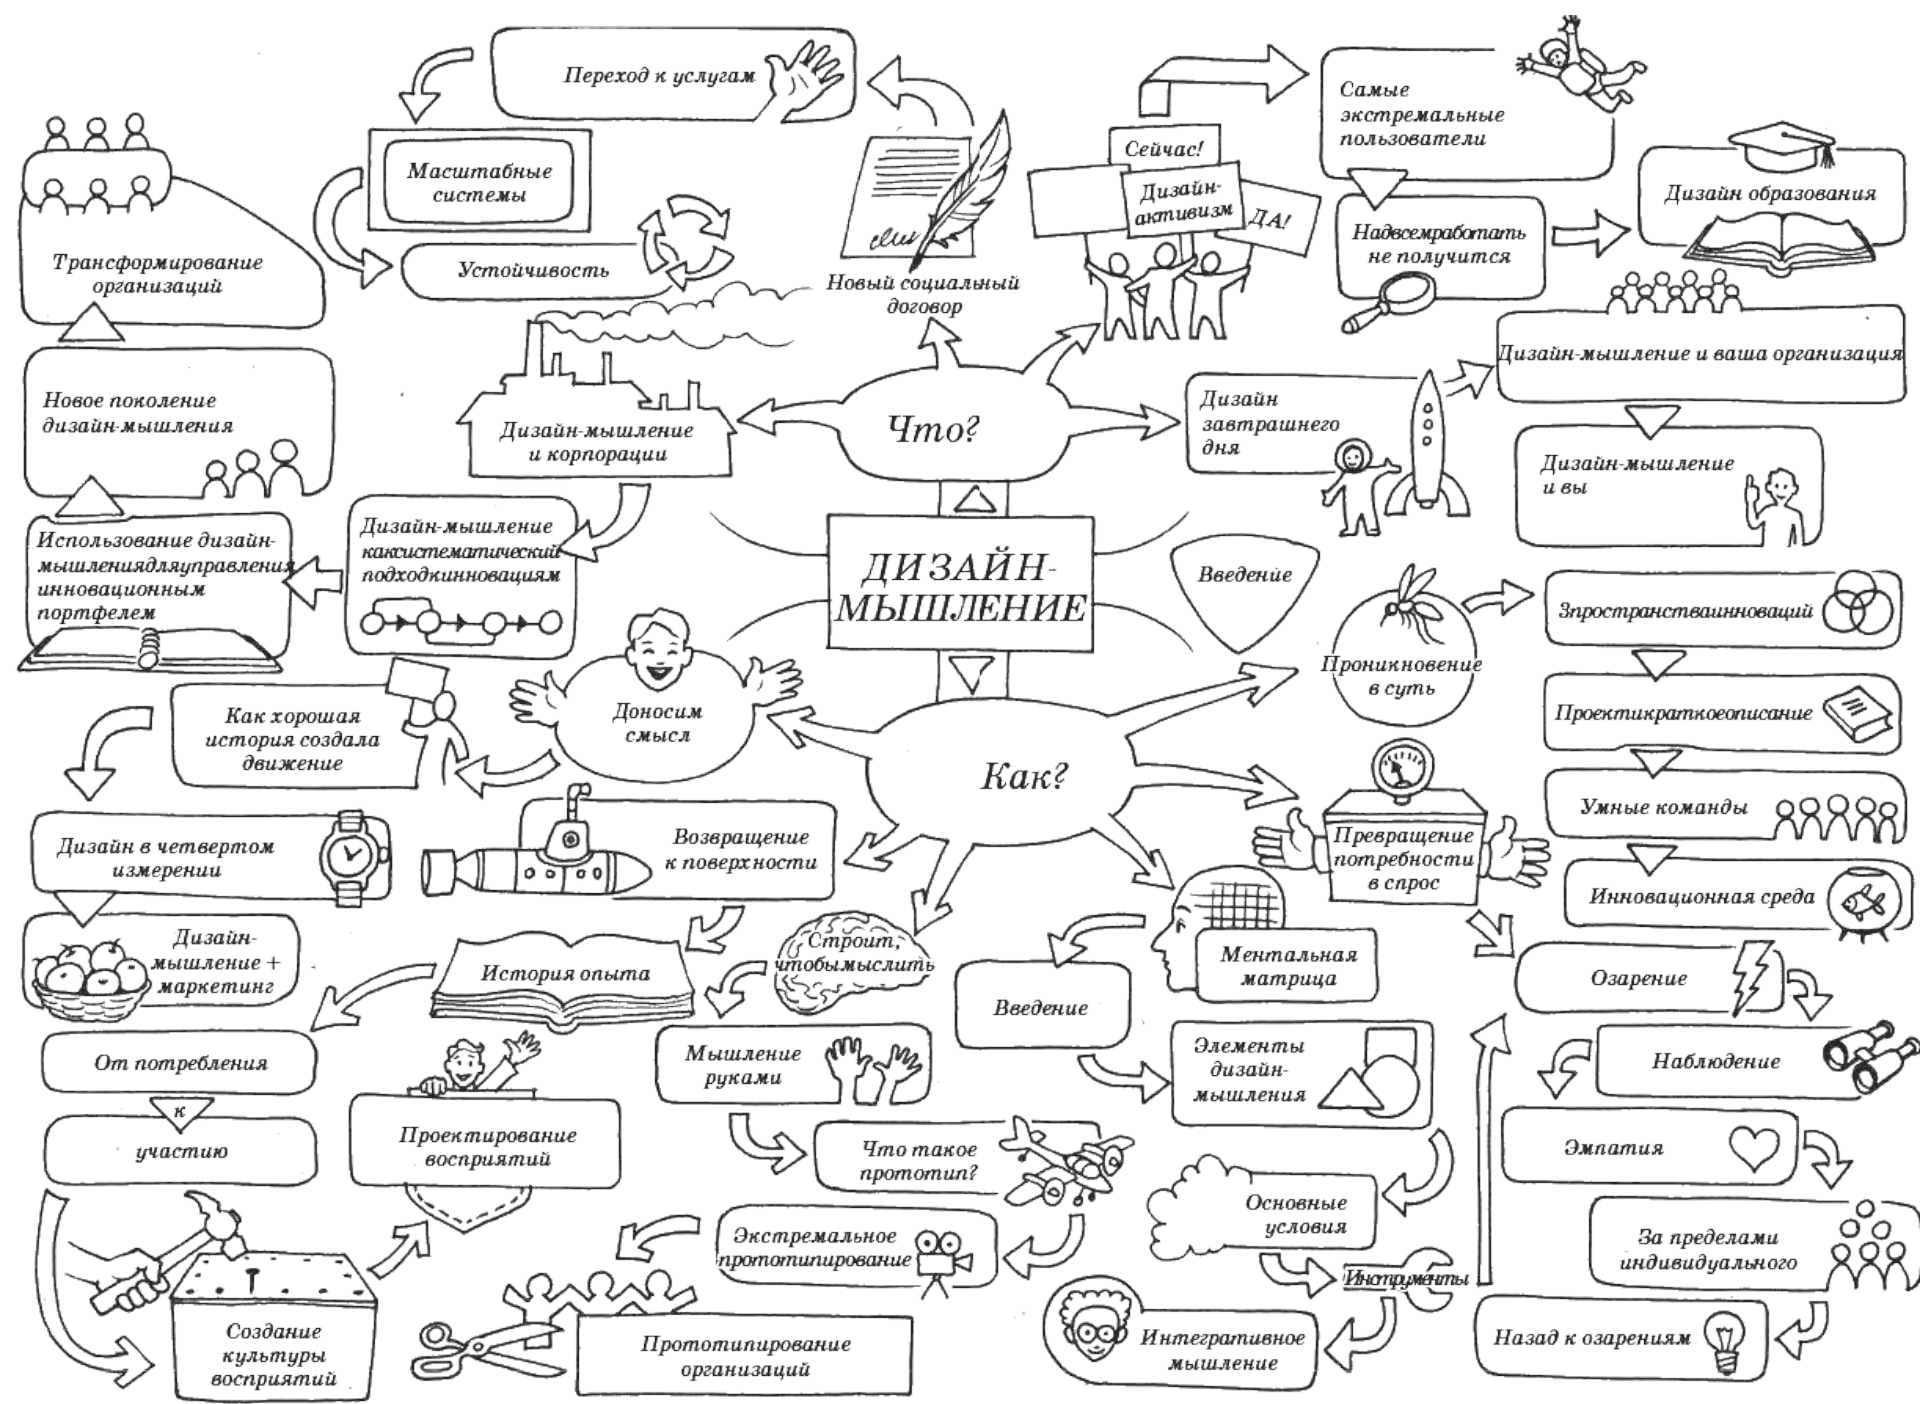 Переход к услугам
Масштабные
системы
Устойчивость
Трансформирование
организаций
Новое поколение
дизайн-мышления
Использование дизайн-
мышлениядляуправления
инновационным
портфелем
Дизайн-мышление
каксистематический
подходкинновациям
Дизайн-мышление
и корпорации
Новый социальный
договор
Сейчас!
Дизайн-
активизм
ДА!
Самые
экстремальные
пользователи
Надвсемработать
не получится
Дизайн образования
Что?
Дизайн
завтрашнего
дня
Дизайн-мышление и ваша организация
Дизайн-мышление
и вы
ДИЗАЙН-
МЫШЛЕНИЕ
Введение
Как?
Проникновение
в суть
3пространстваинноваций
Проектикраткоеописание
Умные команды
Инновационная среда
Превращение
потребности
в спрос
Озарение
Наблюдение
Эмпатия
За пределами
индивидуального
Назад к озарениям
Ментальная
матрица
Введение
Элементы
дизайн-
мышления
Основные
условия
Инструменты
Интегративное
мышление
Строит,
чтобымыслить
Мышление
руками
Что такое
прототип?
Экстремальное
прототипирование
Прототипирование
организаций
Возвращение
к поверхности
История опыта
От потребления
к
участию
Создание
культуры
восприятий
Проектирование
восприятий
Доносим
смысл
Как хорошая
история создала
движение
Дизайн в четвертом
измерении
Дизайн-
мышление +
маркетинг